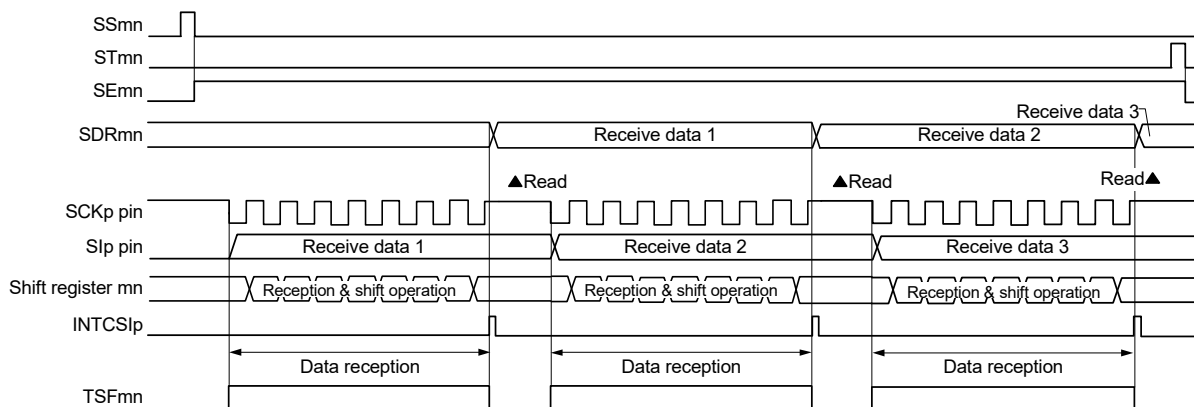 SSmn
STmn
SEmn
Receive data 3
SDRmn Receive data 1 Receive data 2
▲Read ▲Read Read▲
SCKp pin
SIp pin Receive data 1 Receive data 2 Receive data 3
Shift register mn Reception & shift operation Reception & shift operation Reception & shift operation
INTCSIp
Data reception Data reception Data reception
TSFmn